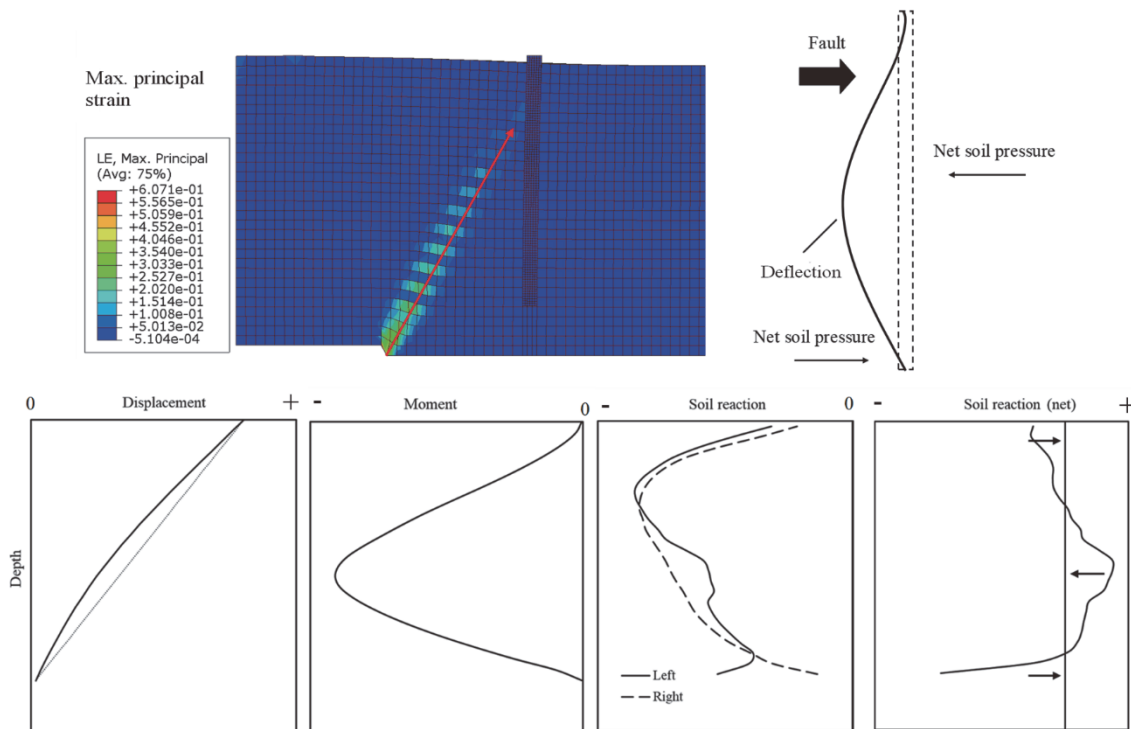 Max. principal
strain
LE, Max. Principal
(Avg: 75%)
+6.071e-01
+5.565e-01
+5.059e-01
+4.552e-01
+4.046e-01
+3.540e-01
+3.033e-01
+2.527e-01
+2.020e-01
+1.514e-01
+1.008e-01
+5.013e-02
-5.104e-04
Fault
Net soil pressure
Deflection
Net soil pressure
0 Displacement +
- Moment 0
- Soil reaction 0
- Soil reaction (net) +
Depth
Left
Right